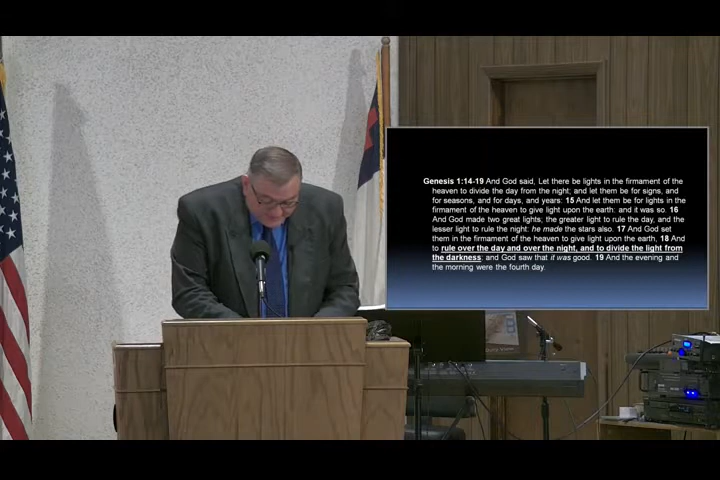 Genesis 1:14-19 And God said, Let there be lights in the firmament of the
heaven to divide the day from the night; and let them be for signs, and
for seasons, and for days, and years: 15 And let them be for lights in the
firmament of the heaven to give light upon the earth: and it was so. 16
And God made two great lights; the greater light to rule the day, and the
lesser light to rule the night: he made the stars also. 17 And God set
them in the firmament of the heaven to give light upon the earth, 18 And
to rule over the day and over the night, and to divide the light from
the darkness: and God saw that it was good. 19 And the evening and
the morning were the fourth day.